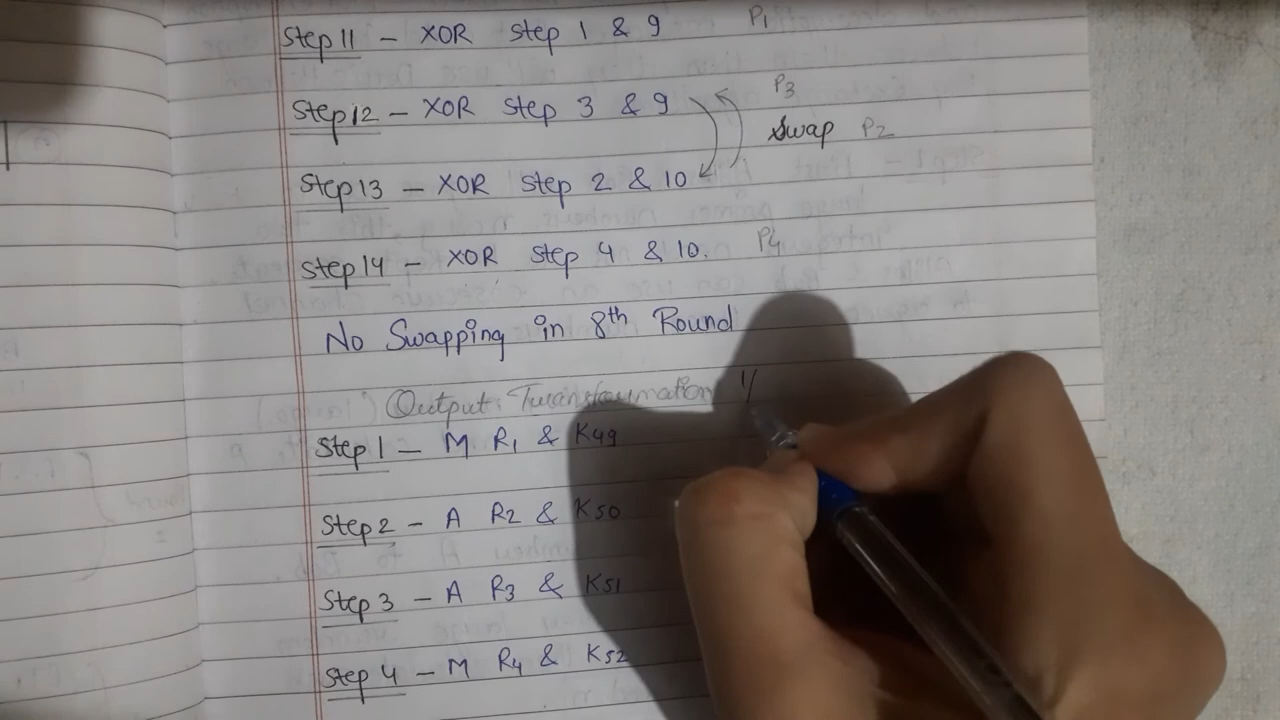 Step 11 - XOR step 1 & 9 P1
Step 12 - XOR step 3 & 9 P3
Swap P2
Step 13 - XOR step 2 & 10
Step 14 - XOR step 4 & 10. P4
No Swapping in 8th Round
Output Transformation
Step 1 - M R1 & K49
Step 2 - A R2 & K50
Step 3 - A R3 & K51
Step 4 - M R4 & K52